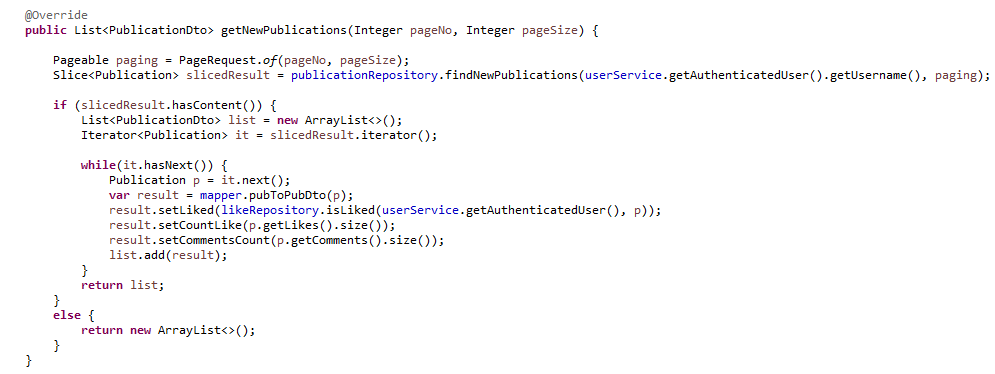 @Override
public List<PublicationDto> getNewPublications(Integer pageNo, Integer pageSize) {
Pageable paging = PageRequest.of(pageNo, pageSize);
Slice<Publication> slicedResult = publicationRepository.findNewPublications(userService.getAuthenticatedUser().getUsername(), paging);
if (slicedResult.hasContent()) {
List<PublicationDto> list = new ArrayList<>();
Iterator<Publication> it = slicedResult.iterator();
while(it.hasNext()) {
Publication p = it.next();
var result = mapper.pubToPubDto(p);
result.setLiked(likeRepository.isLiked(userService.getAuthenticatedUser(), p));
result.setCountLike(p.getLikes().size());
result.setCommentsCount(p.getComments().size());
list.add(result);
}
return list;
}
else {
return new ArrayList<>();
}
}